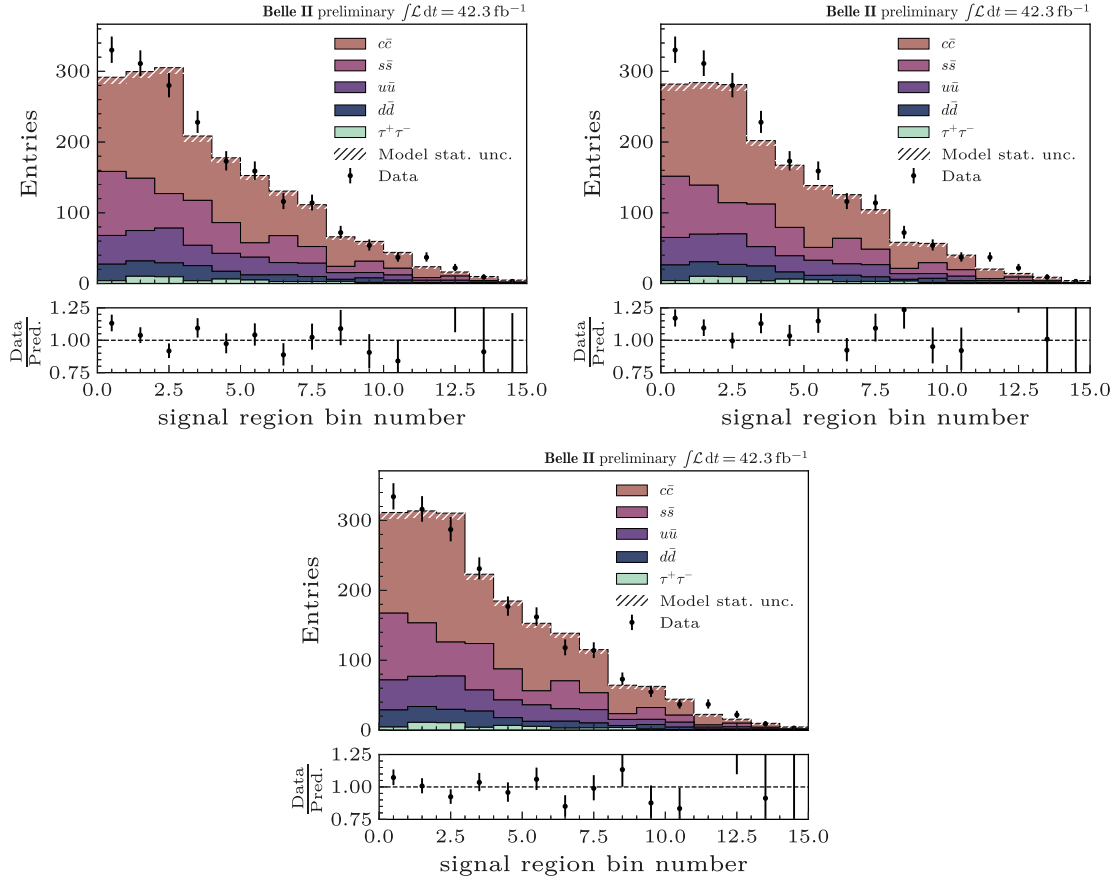 Belle II preliminary ∫ℒ dt = 42.3 fb⁻¹
Entries
300
200
100
0
cc̄
ss̄
uū
dd̄
τ⁺τ⁻
Model stat. unc.
Data
Data
Pred.
1.25
1.00
0.75
0.0 2.5 5.0 7.5 10.0 12.5 15.0
signal region bin number
Belle II preliminary ∫ℒ dt = 42.3 fb⁻¹
Entries
300
200
100
0
cc̄
ss̄
uū
dd̄
τ⁺τ⁻
Model stat. unc.
Data
Data
Pred.
1.25
1.00
0.75
0.0 2.5 5.0 7.5 10.0 12.5 15.0
signal region bin number
Belle II preliminary ∫ℒ dt = 42.3 fb⁻¹
Entries
300
200
100
0
cc̄
ss̄
uū
dd̄
τ⁺τ⁻
Model stat. unc.
Data
Data
Pred.
1.25
1.00
0.75
0.0 2.5 5.0 7.5 10.0 12.5 15.0
signal region bin number